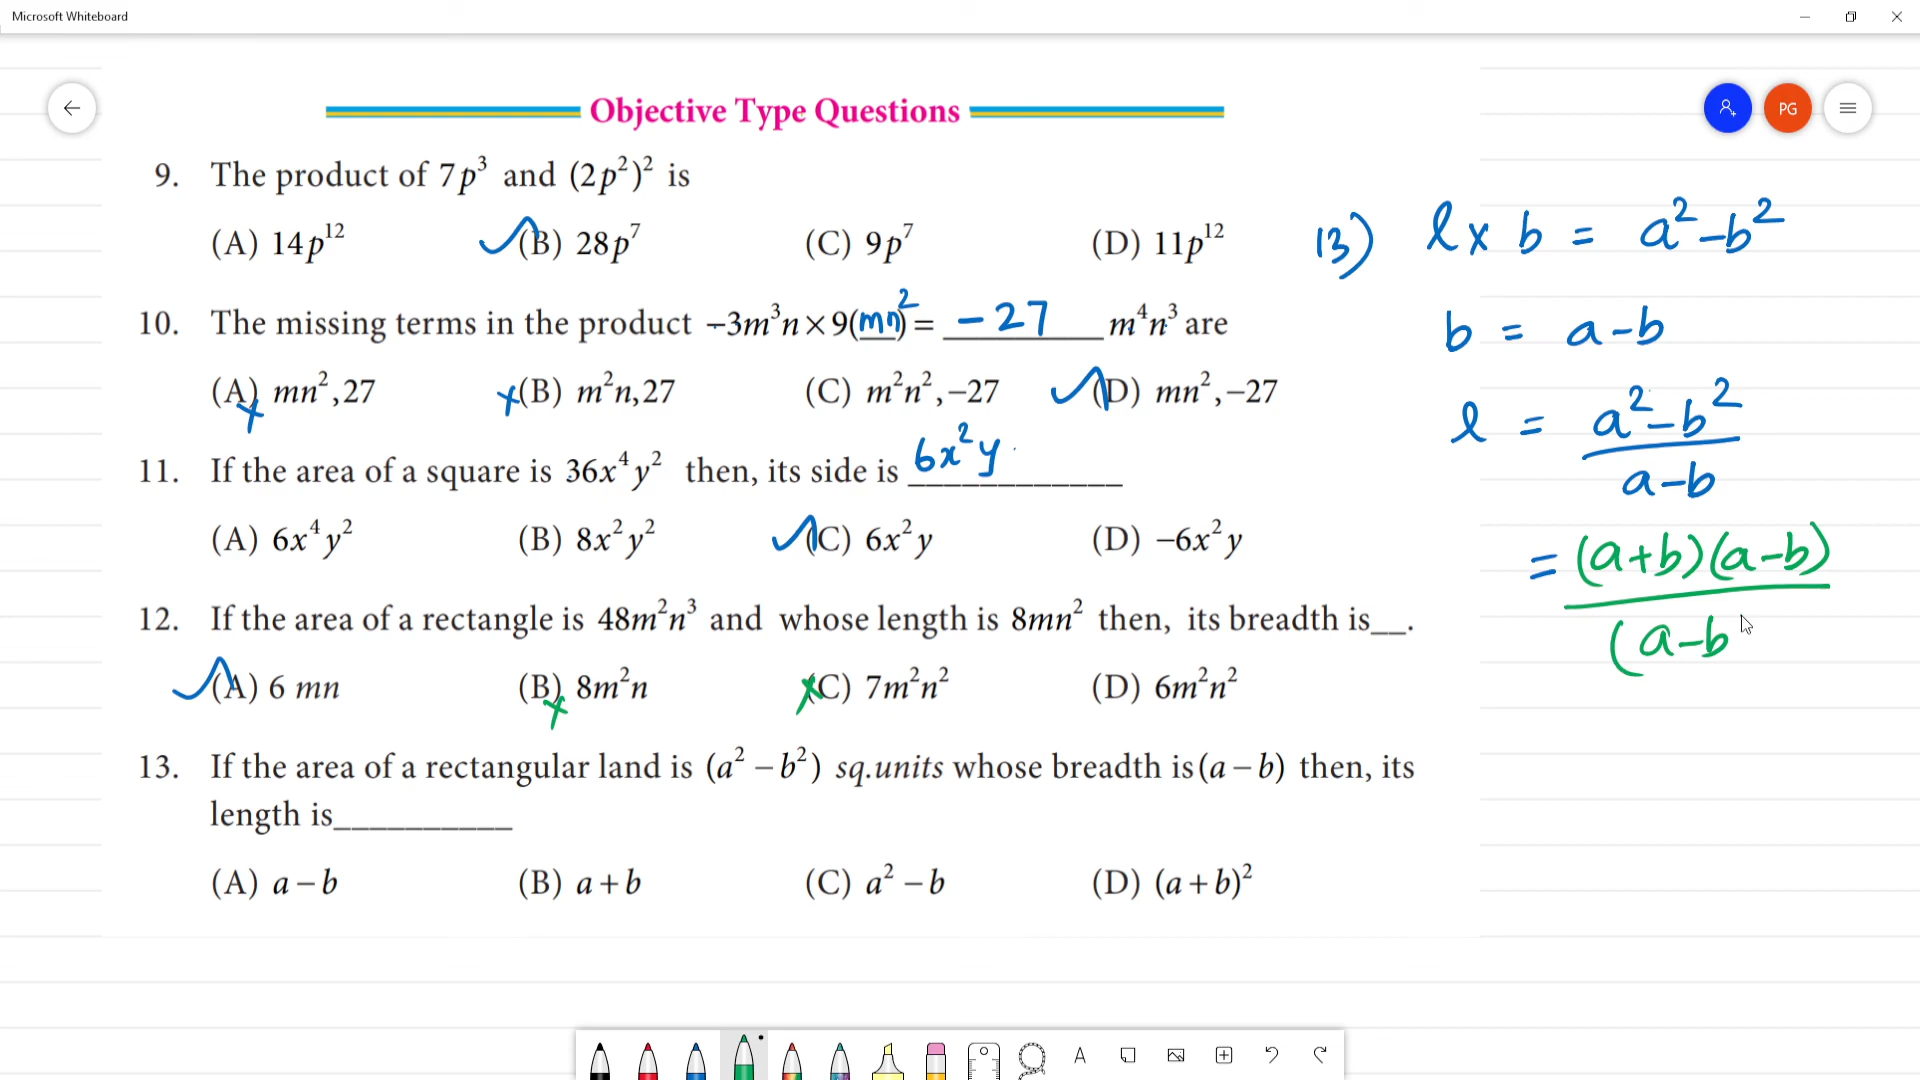 Microsoft Whiteboard
PG
Objective Type Questions
9. The product of 7p³ and (2p²)² is
(A) 14p¹² (B) 28p⁷ (C) 9p⁷ (D) 11p¹²
10. The missing terms in the product −3m³n×9(mn²) = −27 m⁴n³ are
(A) mn²,27 (B) m²n,27 (C) m²n²,−27 (D) mn²,−27
11. If the area of a square is 36x⁴y² then, its side is 6x²y
(A) 6x⁴y² (B) 8x²y² (C) 6x²y (D) −6x²y
12. If the area of a rectangle is 48m²n³ and whose length is 8mn² then, its breadth is__.
(A) 6 mn (B) 8m²n (C) 7m²n² (D) 6m²n²
13. If the area of a rectangular land is (a² − b²) sq.units whose breadth is (a − b) then, its
length is__________
(A) a − b (B) a + b (C) a² − b (D) (a + b)²
13) l x b = a² − b²
b = a − b
l = a² − b²
a − b
= (a+b)(a−b)
(a−b
A